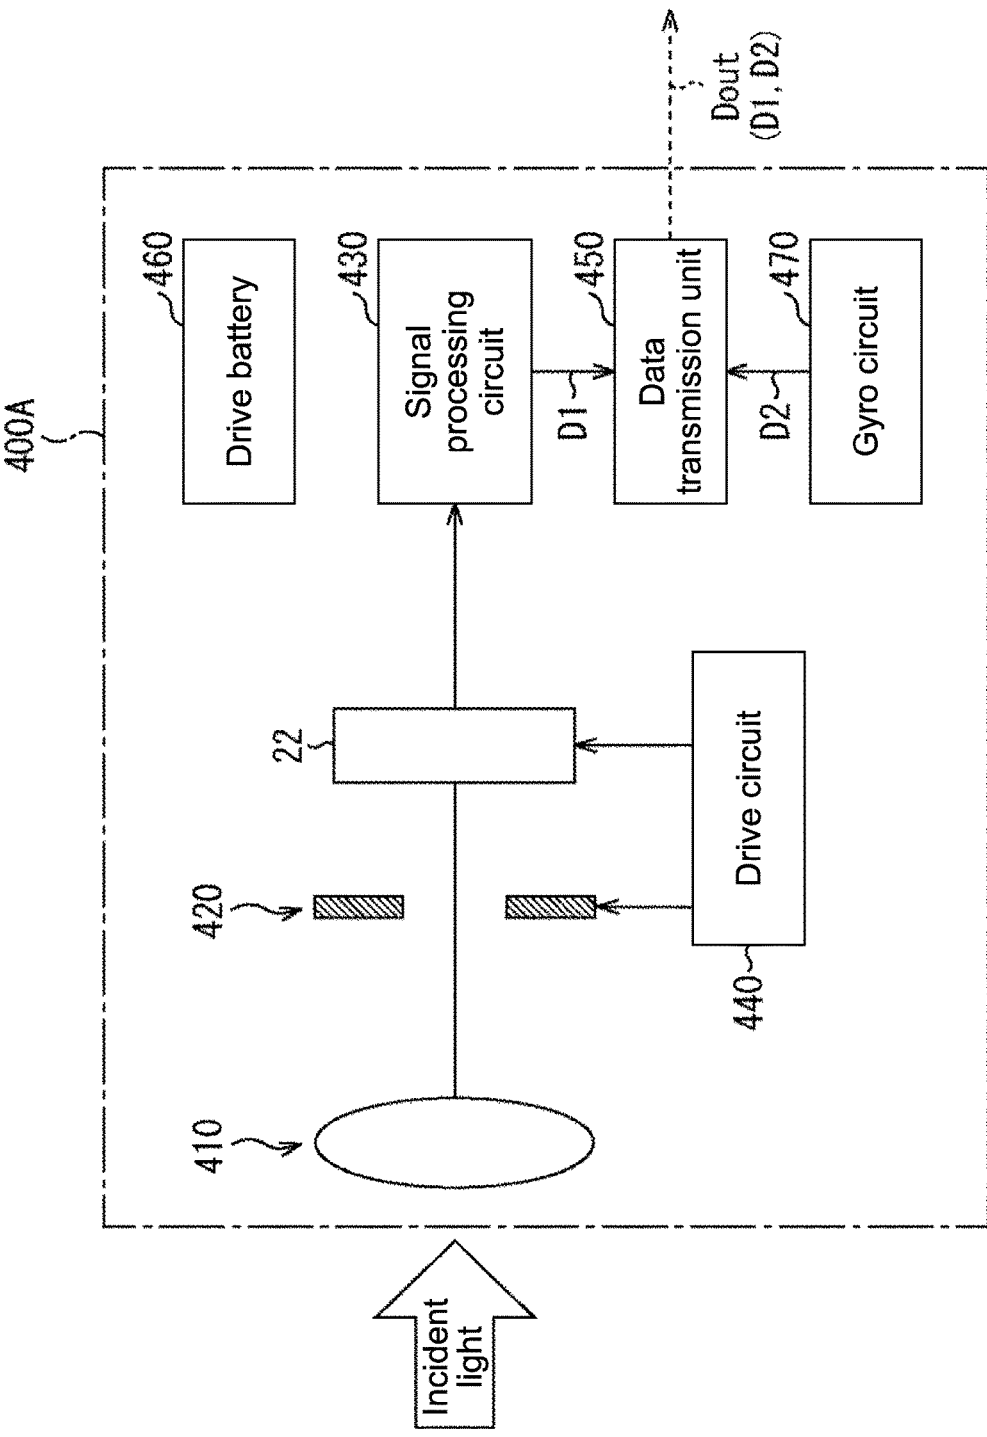 400A
460
Drive battery
430
Signal
processing
circuit
D1
450
Data
transmission unit
D2
470
Gyro circuit
Dout
(D1, D2)
22
420
410
440
Drive circuit
Incident
light